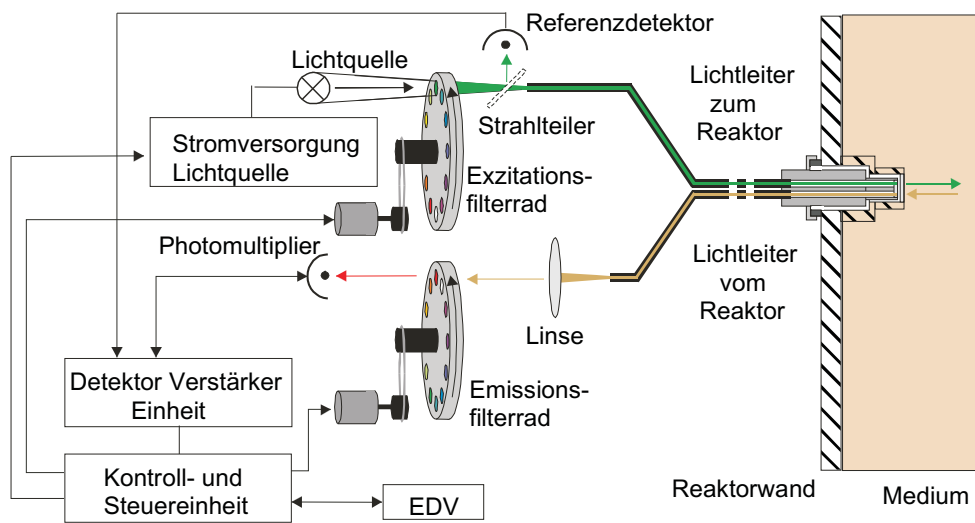 Referenzdetektor
Lichtquelle
Lichtleiter
zum
Reaktor
Strahlteiler
Stromversorgung
Lichtquelle
Exzitations-
filterrad
Photomultiplier
Lichtleiter
vom
Reaktor
Linse
Detektor Verstärker
Einheit
Emissions-
filterrad
Kontroll- und
Steuereinheit
EDV
Reaktorwand
Medium